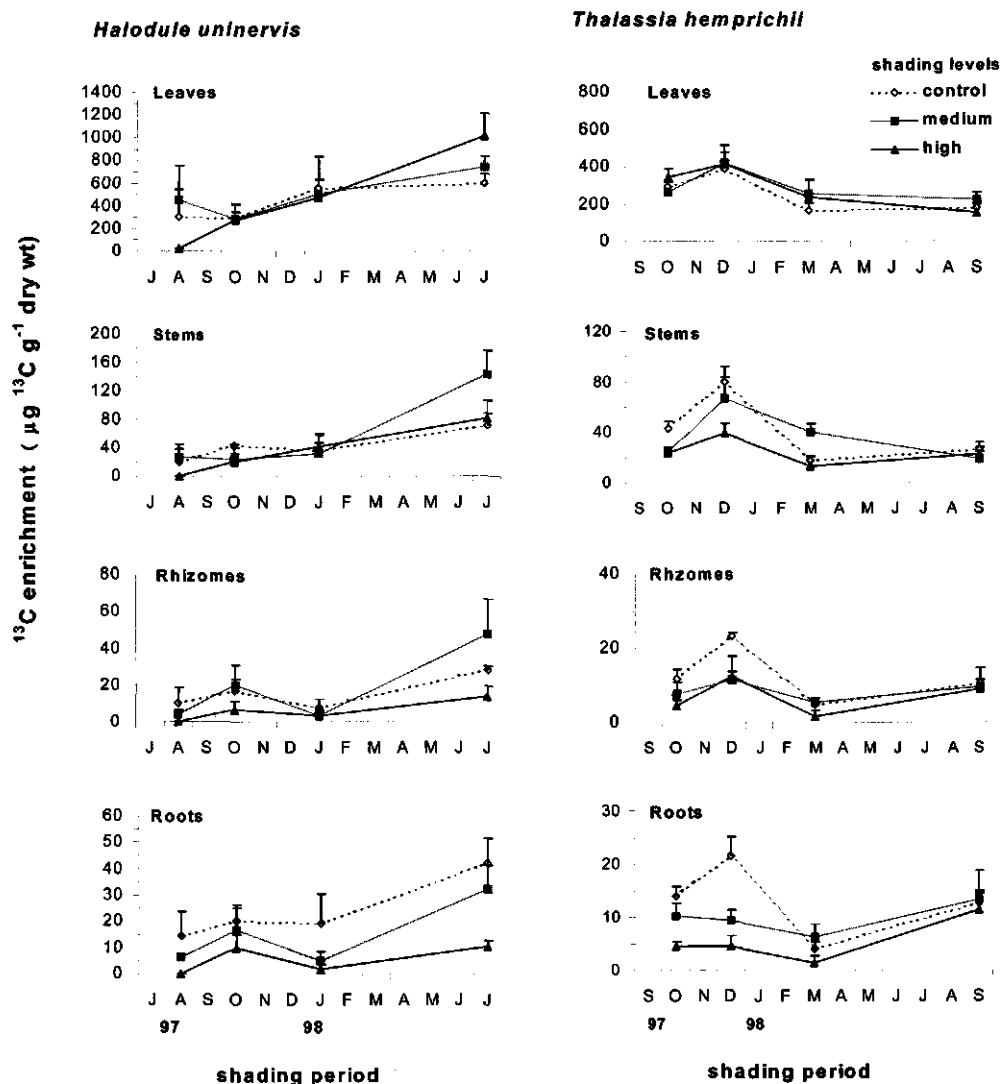 Halodule uninervis
Thalassia hemprichii
shading levels
control
medium
high
13C enrichment ( µg 13C g-1 dry wt)
Leaves
1400
1200
1000
800
600
400
200
0
J A S O N D J F M A M J J
Leaves
800
600
400
200
0
S O N D J F M A M J J A S
Stems
200
160
120
80
40
0
J A S O N D J F M A M J J
Stems
120
80
40
0
S O N D J F M A M J J A S
Rhizomes
80
60
40
20
0
J A S O N D J F M A M J J
Rhzomes
40
20
0
S O N D J F M A M J J A S
Roots
60
50
40
30
20
10
0
J A S O N D J F M A M J J
97 98
shading period
Roots
30
20
10
0
S O N D J F M A M J J A S
97 98
shading period